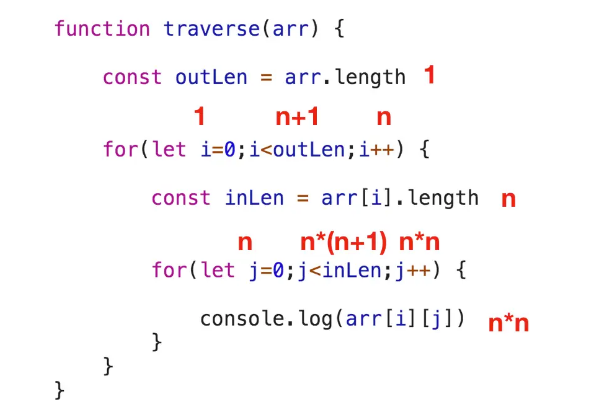 function traverse(arr) {
const outLen = arr.length 1
1 n+1 n
for(let i=0;i<outLen;i++) {
const inLen = arr[i].length n
n n*(n+1) n*n
for(let j=0;j<inLen;j++) {
console.log(arr[i][j]) n*n
}
}
}